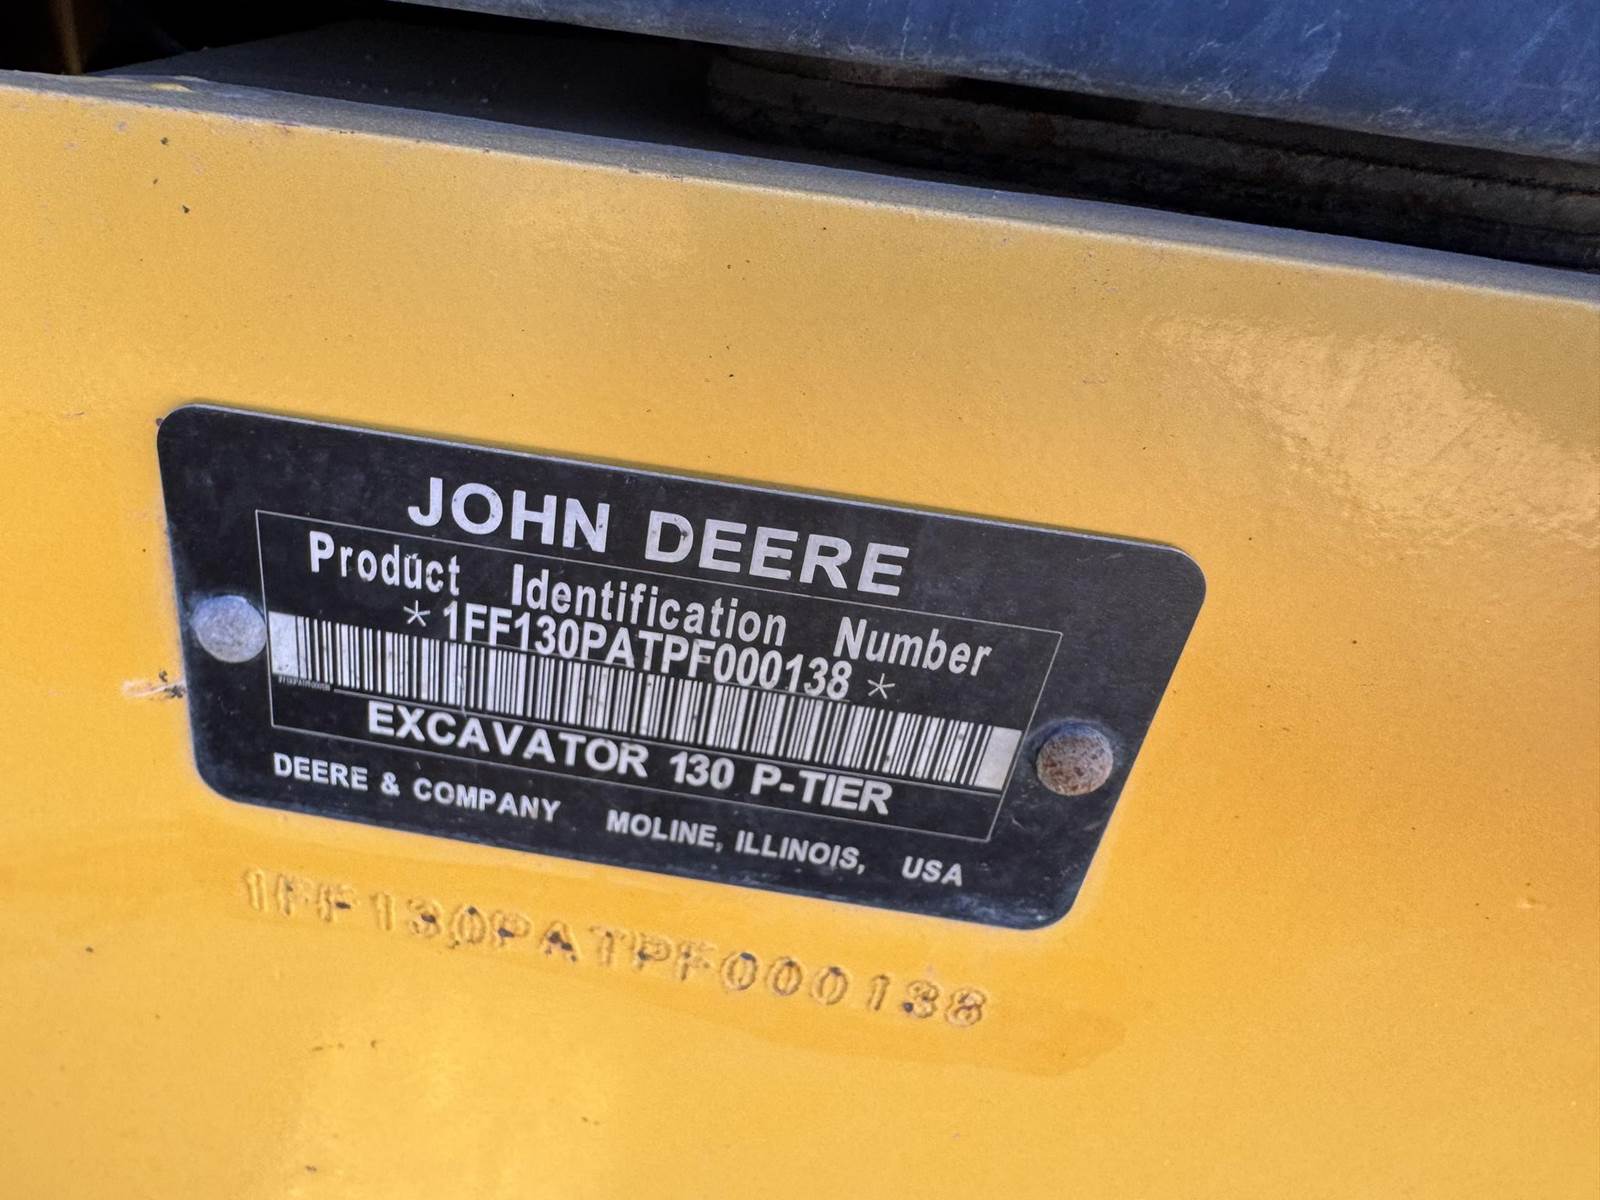 JOHN DEERE
Product Identification Number
* 1FF130PATPF000138 *
EXCAVATOR 130 P-TIER
DEERE & COMPANY MOLINE, ILLINOIS, USA
1FF130PATPF000138